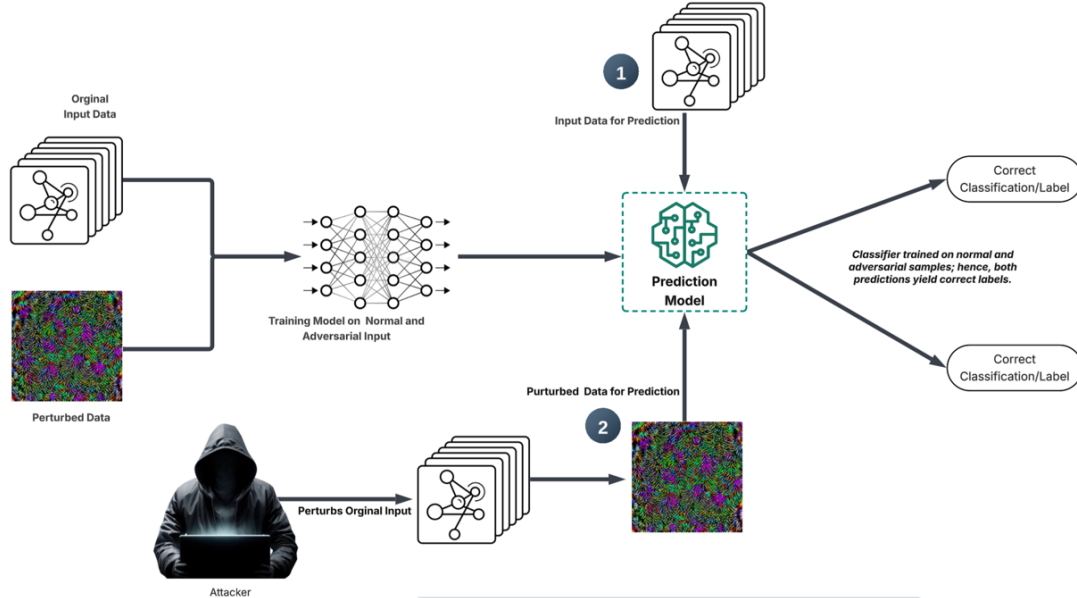 Orginal
Input Data
1
Input Data for Prediction
Correct
Classification/Label
Prediction
Model
Classifier trained on normal and
adversarial samples; hence, both
predictions yield correct labels.
Training Model on Normal and
Adversarial Input
Correct
Classification/Label
Perturbed Data
Purturbed Data for Prediction
2
Perturbs Orginal Input
Attacker